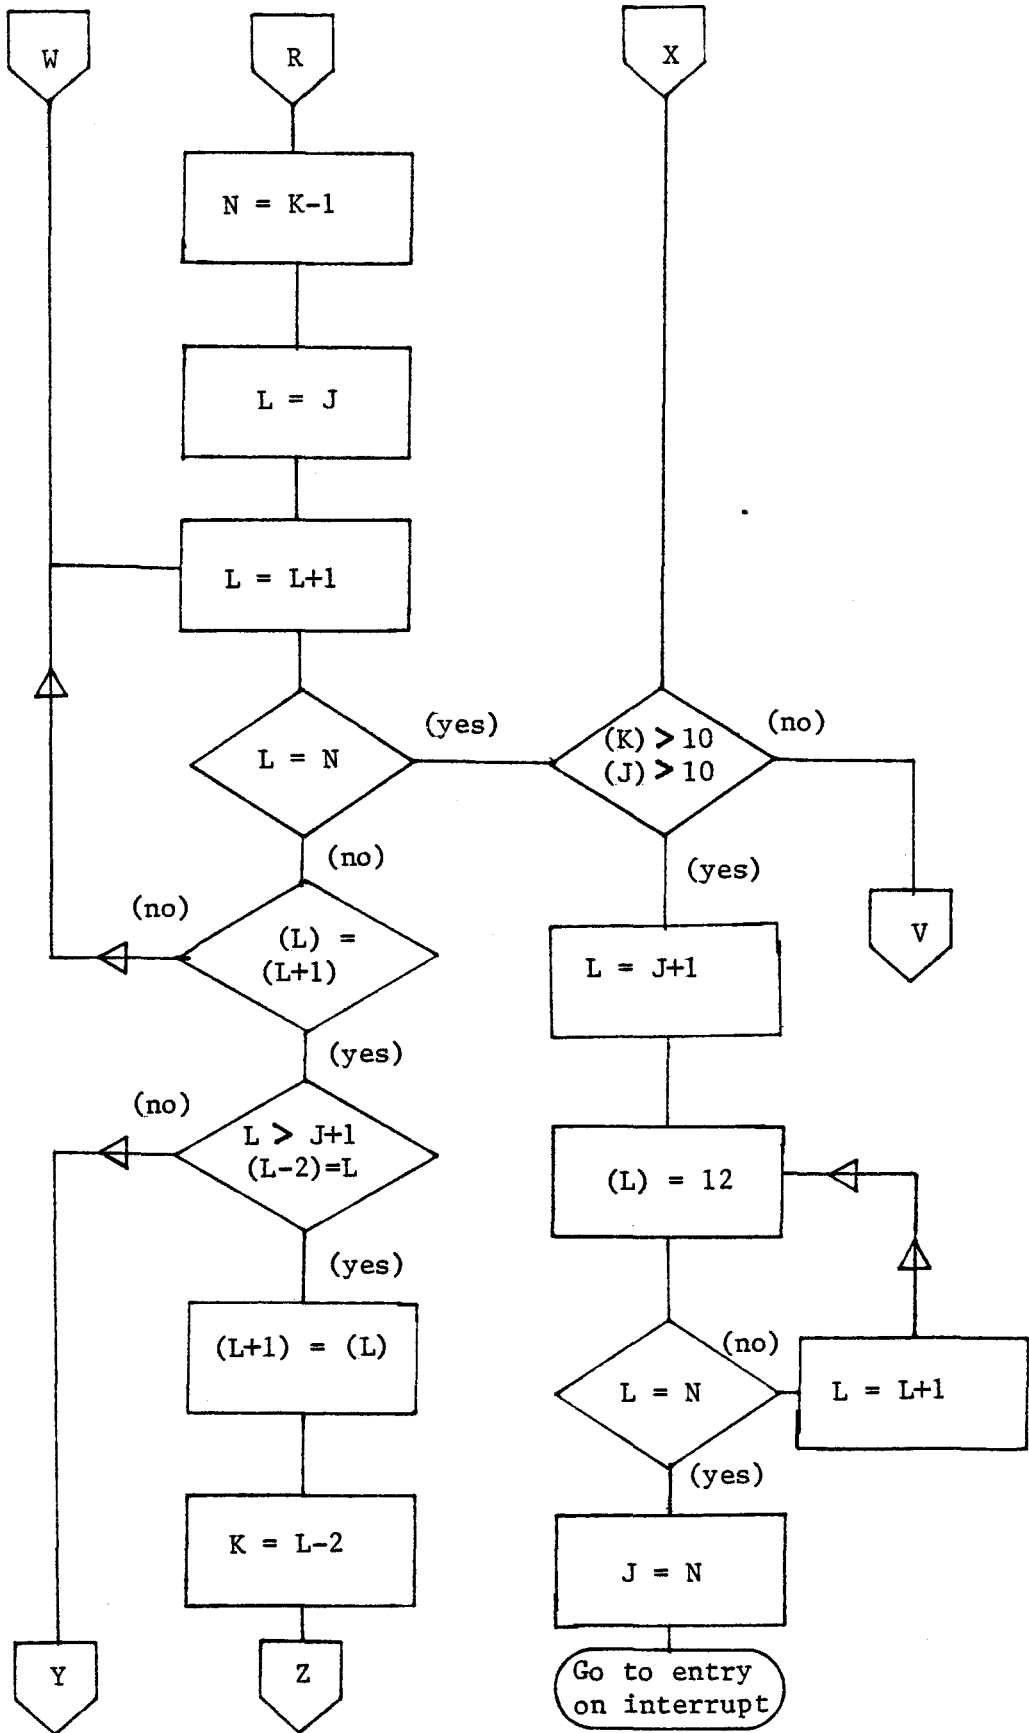 W
R
X
N = K-1
L = J
L = L+1
L = N
(yes)
(K) > 10
(J) > 10
(no)
(no)
(yes)
V
(no)
(L) =
(L+1)
L = J+1
(yes)
(no)
L > J+1
(L-2)=L
(L) = 12
(yes)
(L+1) = (L)
(no)
L = N
L = L+1
(yes)
K = L-2
J = N
Y
Z
Go to entry
on interrupt